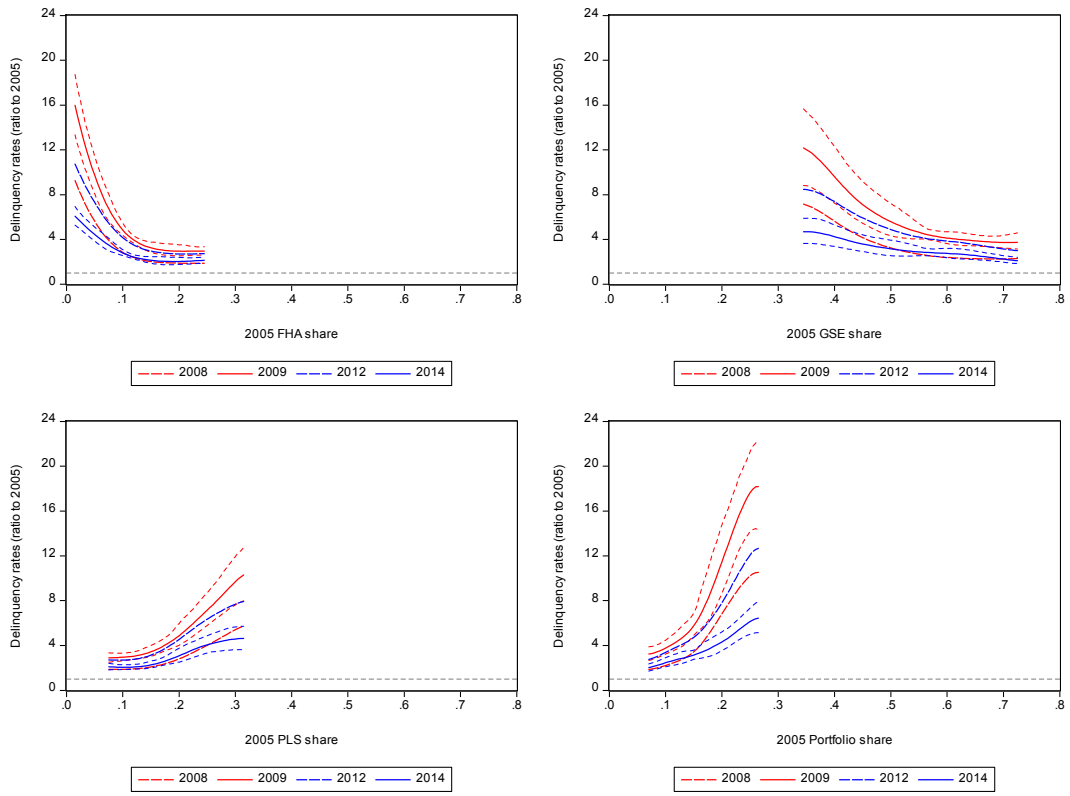 Delinquency rates (ratio to 2005)
24
20
16
12
8
4
0
.0 .1 .2 .3 .4 .5 .6 .7 .8
2005 FHA share
2008 2009 2012 2014
Delinquency rates (ratio to 2005)
24
20
16
12
8
4
0
.0 .1 .2 .3 .4 .5 .6 .7 .8
2005 GSE share
2008 2009 2012 2014
Delinquency rates (ratio to 2005)
24
20
16
12
8
4
0
.0 .1 .2 .3 .4 .5 .6 .7 .8
2005 PLS share
2008 2009 2012 2014
Delinquency rates (ratio to 2005)
24
20
16
12
8
4
0
.0 .1 .2 .3 .4 .5 .6 .7 .8
2005 Portfolio share
2008 2009 2012 2014